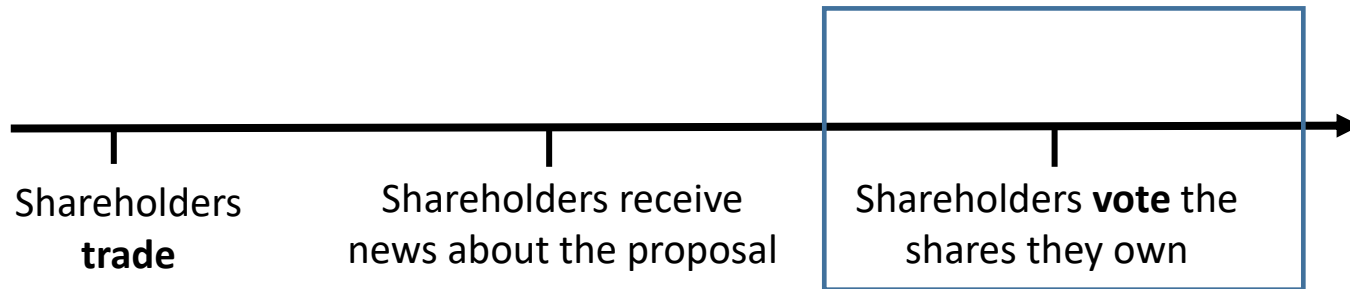 Shareholders
trade
Shareholders receive
news about the proposal
Shareholders vote the
shares they own